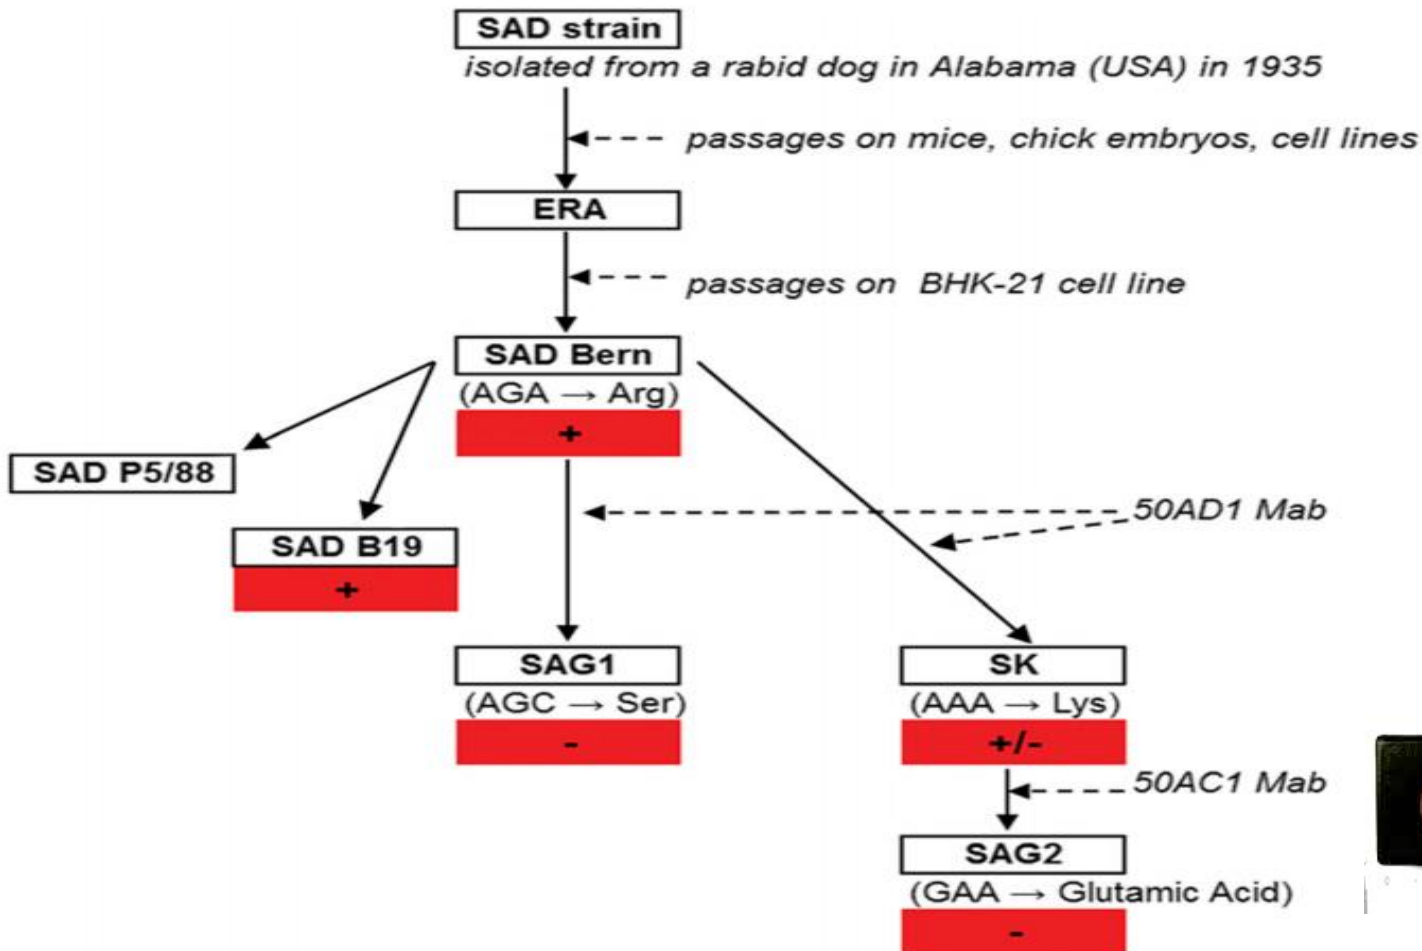 SAD strain
isolated from a rabid dog in Alabama (USA) in 1935
passages on mice, chick embryos, cell lines
ERA
passages on BHK-21 cell line
SAD Bern
(AGA → Arg)
+
SAD P5/88
50AD1 Mab
SAD B19
+
SAG1
(AGC → Ser)
-
SK
(AAA → Lys)
+/-
50AC1 Mab
SAG2
(GAA → Glutamic Acid)
-